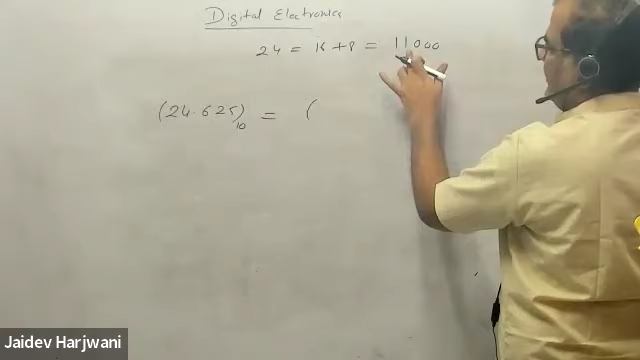 Digital Electronics
24 = 16 + 8 = 11000
(24.625)10 = (
Jaidev Harjwani